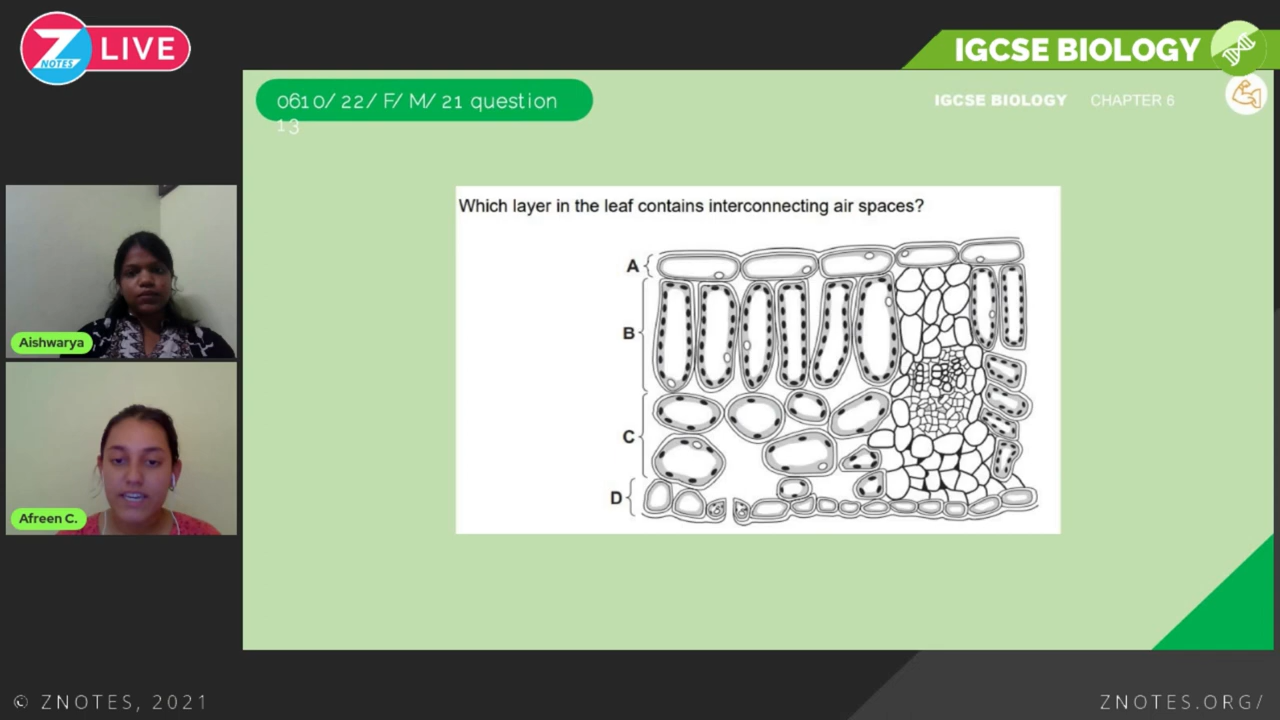 Z LIVE
NOTES
IGCSE BIOLOGY
0610/ 22/ F/ M/ 21 question
13
IGCSE BIOLOGY CHAPTER 6
Which layer in the leaf contains interconnecting air spaces?
A
B
C
D
Aishwarya
Afreen C.
© ZNOTES, 2021
ZNOTES.ORG/